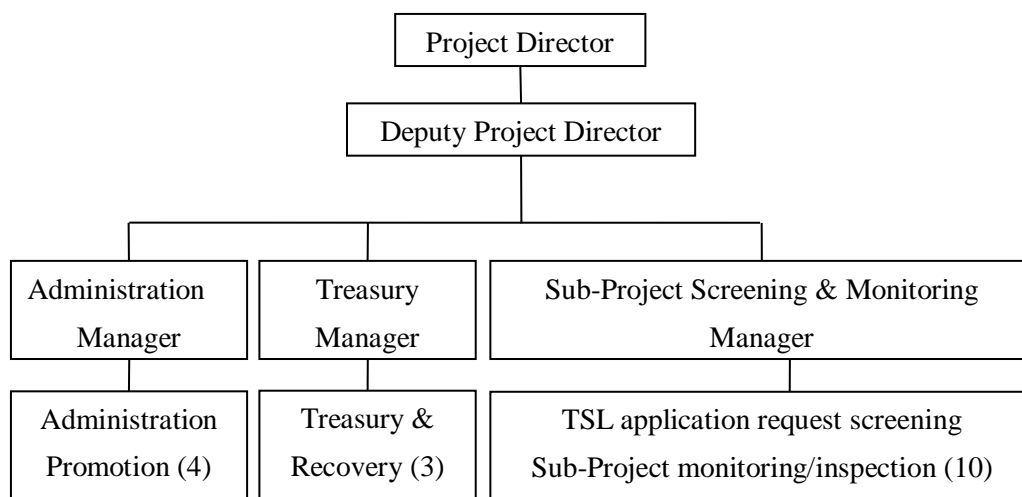 Project Director
Deputy Project Director
Administration
Manager
Treasury
Manager
Sub-Project Screening & Monitoring
Manager
Administration
Promotion (4)
Treasury &
Recovery (3)
TSL application request screening
Sub-Project monitoring/inspection (10)